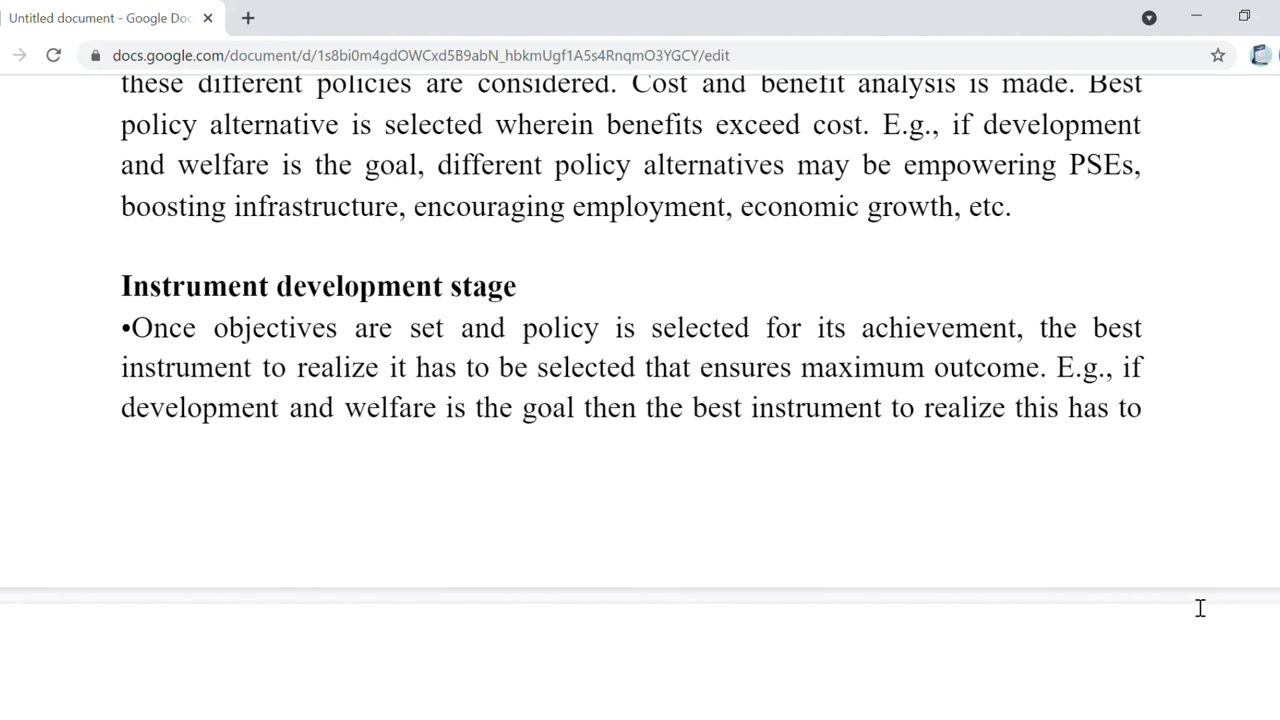 Untitled document - Google Doc
docs.google.com/document/d/1s8bi0m4gdOWCxd5B9abN_hbkmUgf1A5s4RnqmO3YGCY/edit
these different policies are considered. Cost and benefit analysis is made. Best
policy alternative is selected wherein benefits exceed cost. E.g., if development
and welfare is the goal, different policy alternatives may be empowering PSEs,
boosting infrastructure, encouraging employment, economic growth, etc.
Instrument development stage
•Once objectives are set and policy is selected for its achievement, the best
instrument to realize it has to be selected that ensures maximum outcome. E.g., if
development and welfare is the goal then the best instrument to realize this has to